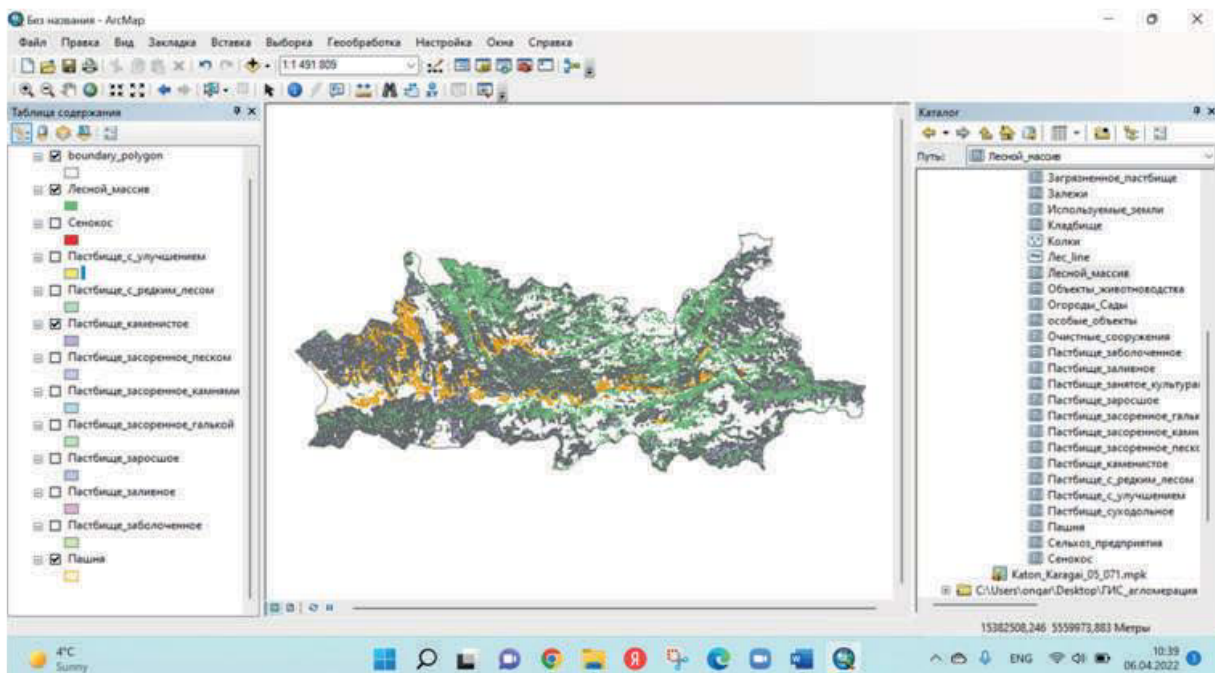 Без названия - ArcMap
Файл Правка Вид Закладка Вставка Выборка Геообработка Настройка Окна Справка
1:1 491 809
Таблица содержания
boundary_polygon
Лесной_массив
Сенокос
Пастбище_с_улучшением
Пастбище_с_редким_лесом
Пастбище_каменистое
Пастбище_засоренное_песком
Пастбище_засоренное_камнями
Пастбище_засоренное_галькой
Пастбище_заросшое
Пастбище_заливное
Пастбище_заболоченное
Пашня
Каталог
Путь: Лесной_массив
Загрязненное_пастбище
Залежи
Используемые_земли
Кладбище
Колки
Лес_line
Лесной_массив
Объекты_животноводства
Огороды_Сады
особые_объекты
Очистные_сооружения
Пастбище_заболоченное
Пастбище_заливное
Пастбище_занятое_культура
Пастбище_заросшое
Пастбище_засоренное_гальк
Пастбище_засоренное_камн
Пастбище_засоренное_песко
Пастбище_каменистое
Пастбище_с_редким_лесом
Пастбище_с_улучшением
Пастбище_суходольное
Пашня
Сельхоз_предприятия
Сенокос
Katon_Karagai_05_071.mpk
C:\Users\ongar\Desktop\ГИС_агломерация
15382508,246 5559973,883 Метры
4°C
Sunny
ENG
10:39
06.04.2022